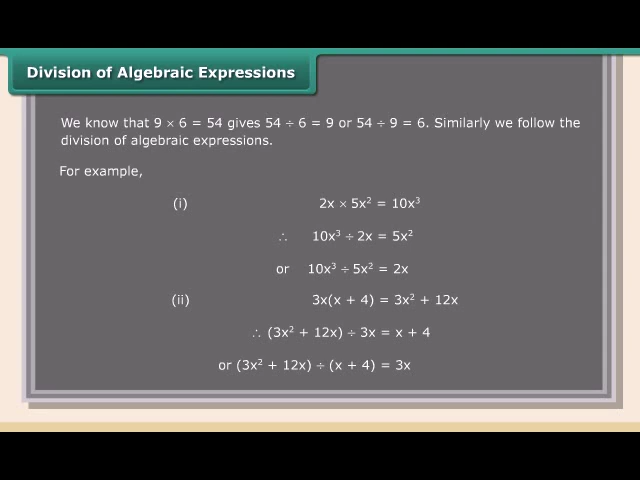 Division of Algebraic Expressions
We know that 9 × 6 = 54 gives 54 ÷ 6 = 9 or 54 ÷ 9 = 6. Similarly we follow the
division of algebraic expressions.
For example,
(i) 2x × 5x² = 10x³
∴ 10x³ ÷ 2x = 5x²
or 10x³ ÷ 5x² = 2x
(ii) 3x(x + 4) = 3x² + 12x
∴ (3x² + 12x) ÷ 3x = x + 4
or (3x² + 12x) ÷ (x + 4) = 3x